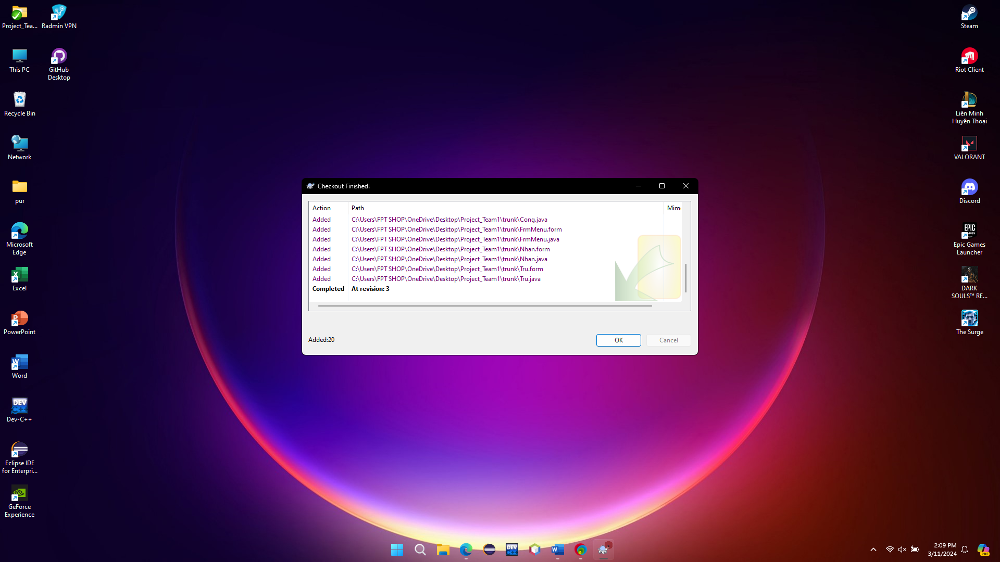 Project_Tea...
Radmin VPN
This PC
GitHub
Desktop
Recycle Bin
Network
pur
Microsoft
Edge
Excel
PowerPoint
Word
DEV
C++
Dev-C++
Eclipse IDE
for Enterpri...
GeForce
Experience
Steam
Riot Client
Liên Minh
Huyền Thoại
VALORANT
Discord
EPIC
GAMES
Epic Games
Launcher
DARK
SOULS™ RE...
The Surge
Checkout Finished!
Action Path Mim
Added C:\Users\FPT SHOP\OneDrive\Desktop\Project_Team1\trunk\Cong.java
Added C:\Users\FPT SHOP\OneDrive\Desktop\Project_Team1\trunk\FrmMenu.form
Added C:\Users\FPT SHOP\OneDrive\Desktop\Project_Team1\trunk\FrmMenu.java
Added C:\Users\FPT SHOP\OneDrive\Desktop\Project_Team1\trunk\Nhan.form
Added C:\Users\FPT SHOP\OneDrive\Desktop\Project_Team1\trunk\Nhan.java
Added C:\Users\FPT SHOP\OneDrive\Desktop\Project_Team1\trunk\Tru.form
Added C:\Users\FPT SHOP\OneDrive\Desktop\Project_Team1\trunk\Tru.java
Completed At revision: 3
Added:20
OK
Cancel
DEV
C++
W
2:09 PM
3/11/2024
PRE